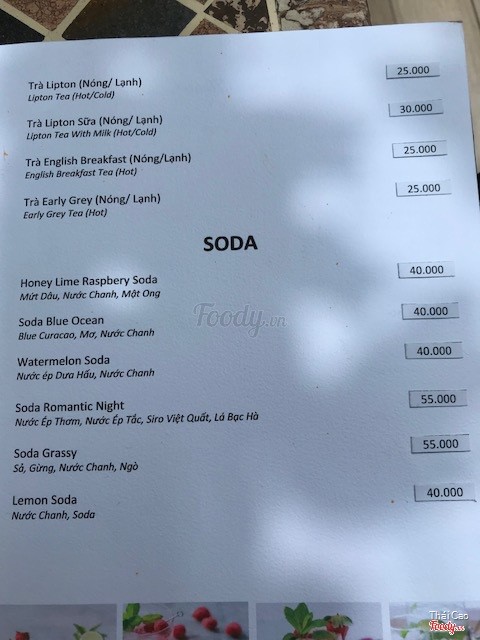 Trà Lipton (Nóng/ Lạnh) 25.000
Lipton Tea (Hot/Cold)
Trà Lipton Sữa (Nóng/ Lạnh) 30.000
Lipton Tea With Milk (Hot/Cold)
Trà English Breakfast (Nóng/Lạnh) 25.000
English Breakfast Tea (Hot)
Trà Early Grey (Nóng/ Lạnh) 25.000
Early Grey Tea (Hot)
SODA
Honey Lime Raspbery Soda 40.000
Mứt Dâu, Nước Chanh, Mật Ong
Foody.vn
Soda Blue Ocean 40.000
Blue Curacao, Mơ, Nước Chanh
Watermelon Soda 40.000
Nước ép Dưa Hấu, Nước Chanh
Soda Romantic Night 55.000
Nước Ép Thơm, Nước Ép Tắc, Siro Việt Quất, Lá Bạc Hà
Soda Grassy 55.000
Sả, Gừng, Nước Chanh, Ngò
Lemon Soda 40.000
Nước Chanh, Soda
Thái Cao
Foody.vn